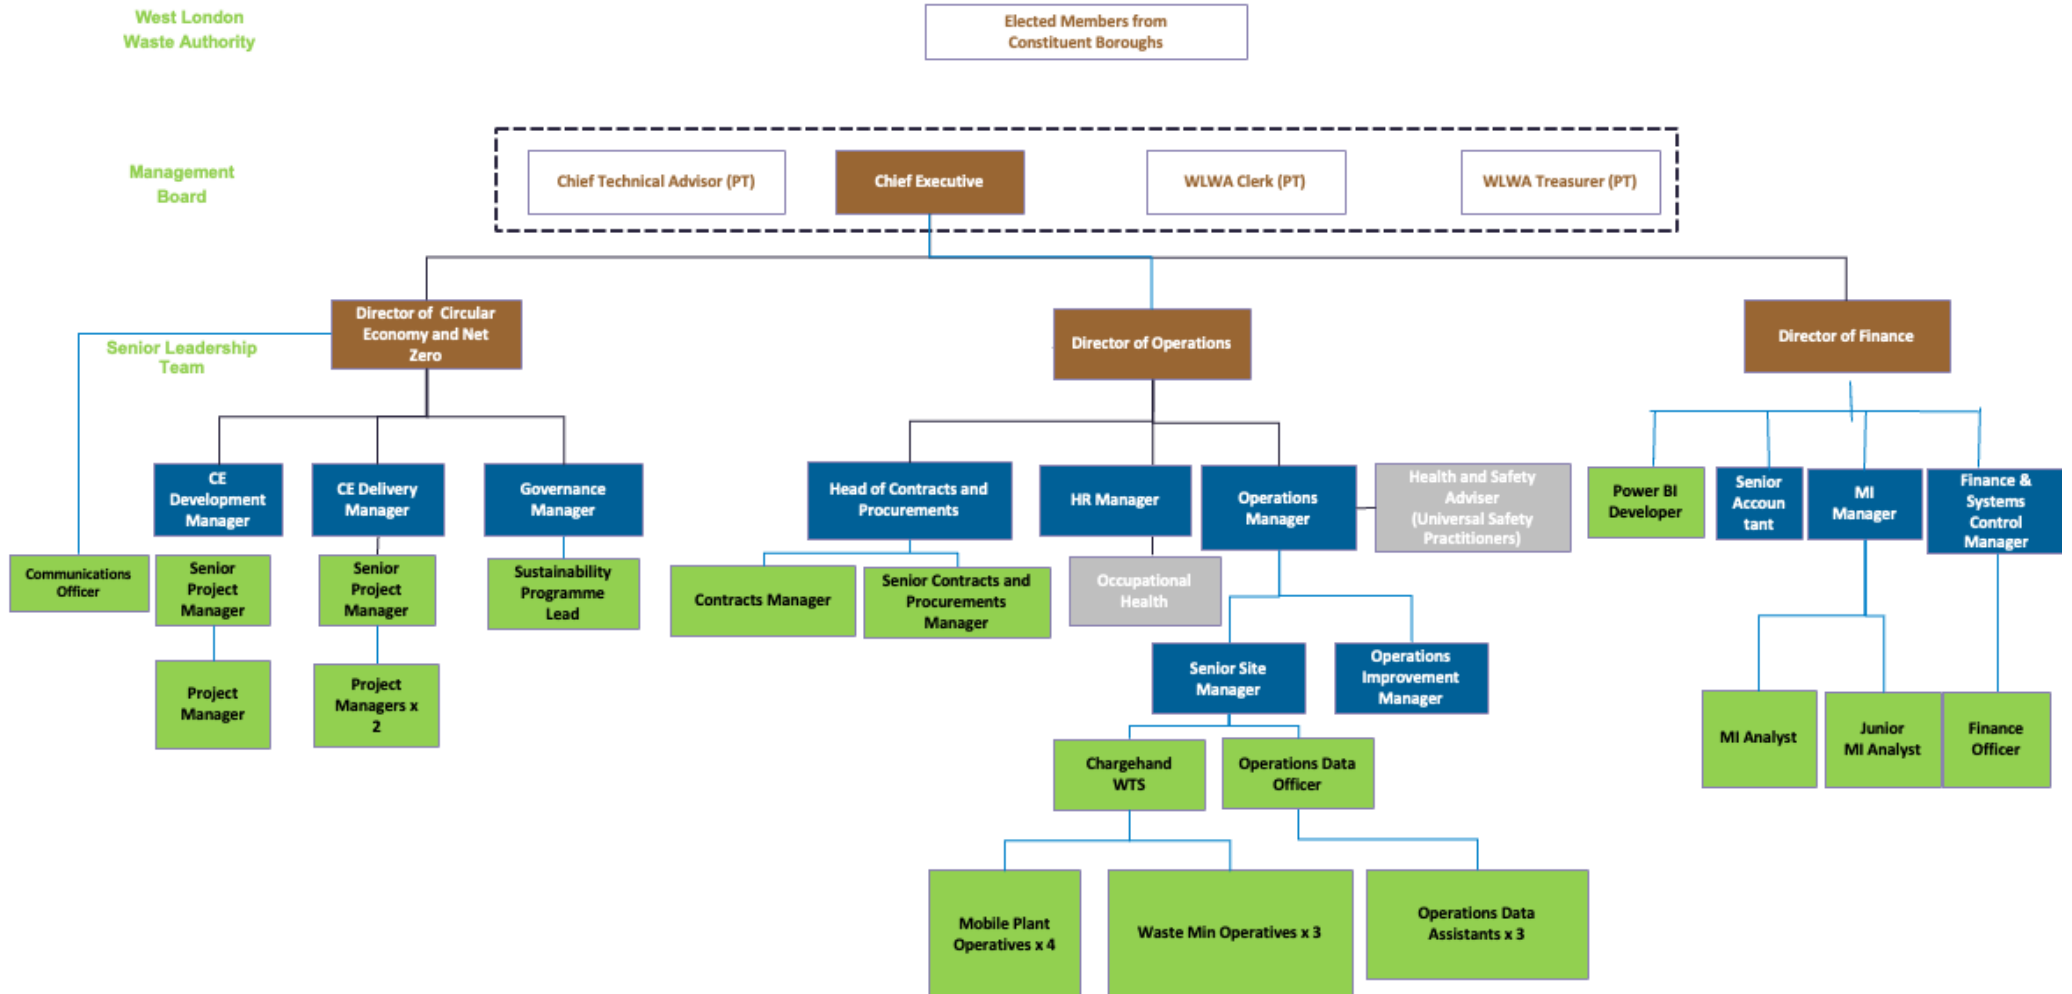 West London
Waste Authority
Elected Members from
Constituent Boroughs
Management
Board
Chief Technical Advisor (PT)
Chief Executive
WLWA Clerk (PT)
WLWA Treasurer (PT)
Senior Leadership
Team
Director of Circular
Economy and Net
Zero
Director of Operations
Director of Finance
CE
Development
Manager
CE Delivery
Manager
Governance
Manager
Head of Contracts and
Procurements
HR Manager
Operations
Manager
Health and Safety
Adviser
(Universal Safety
Practitioners)
Power BI
Developer
Senior
Accoun
tant
MI
Manager
Finance &
Systems
Control
Manager
Communications
Officer
Senior
Project
Manager
Senior
Project
Manager
Sustainability
Programme
Lead
Contracts Manager
Senior Contracts and
Procurements
Manager
Occupational
Health
Project
Manager
Project
Managers x
2
Senior Site
Manager
Operations
Improvement
Manager
MI Analyst
Junior
MI Analyst
Finance
Officer
Chargehand
WTS
Operations Data
Officer
Mobile Plant
Operatives x 4
Waste Min Operatives x 3
Operations Data
Assistants x 3